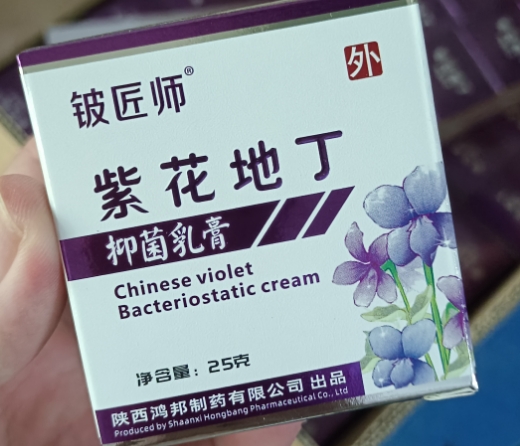 铍匠师®
外
紫花地丁
抑菌乳膏
Chinese violet
Bacteriostatic cream
净含量：25克
陕西鸿邦制药有限公司 出品
Produced by Shaanxi Hongbang Pharmaceutical Co., Ltd